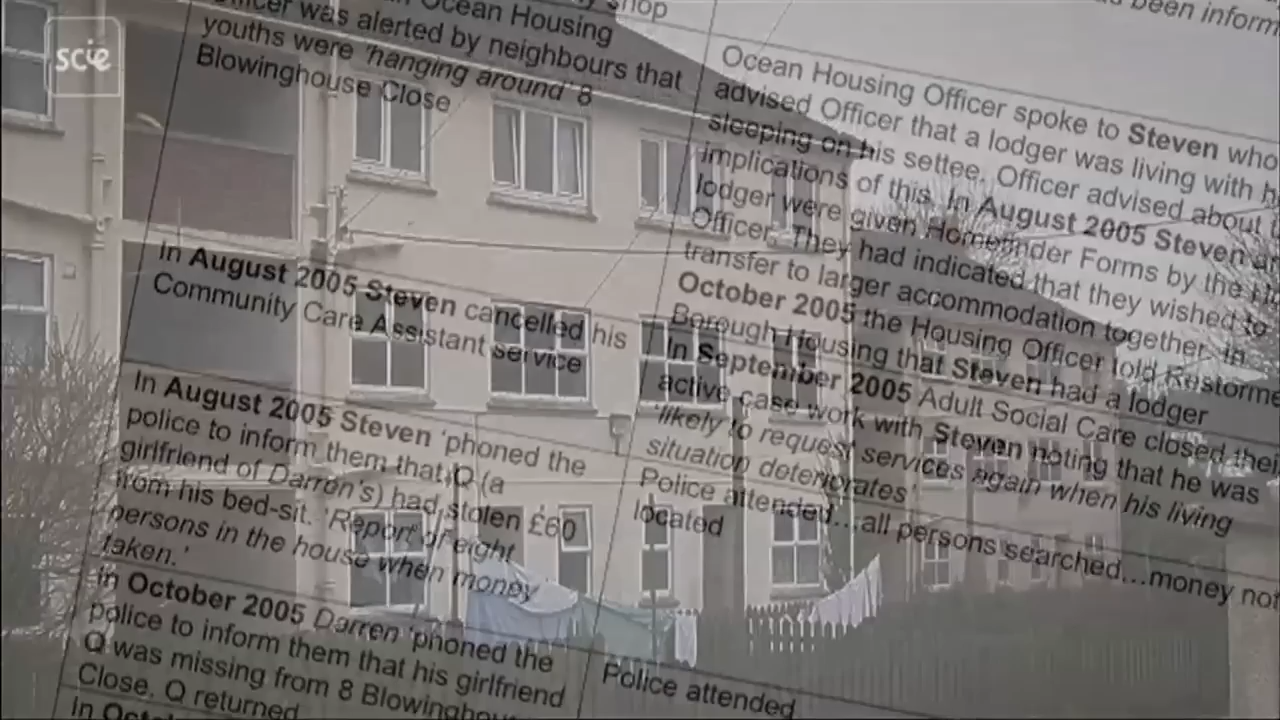 scie
Ocean Housing
was alerted by neighbours that
youths were 'hanging around' 8
Blowinghouse Close
In August 2005 Steven cancelled his
Community Care Assistant service
In August 2005 Steven 'phoned the
police to inform them that Q (a
girlfriend of Darren's) had stolen £60
from his bed-sit. 'Report of eight
persons in the house when money
taken.'
In October 2005 Darren 'phoned the
police to inform them that his girlfriend
Q was missing from 8 Blowinghouse
Close. Q returned
been inform
Ocean Housing Officer spoke to Steven who
advised Officer that a lodger was living with
sleeping on his settee. Officer advised about
implications of this. In August 2005 Steven
lodger were given Homefinder Forms by the
Officer. They had indicated that they wished to
transfer to larger accommodation together. In
October 2005 the Housing Officer told Restorme
Borough Housing that Steven had a lodger
In September 2005 Adult Social Care closed their
active case work with Steven noting that he was
'likely to request services again when his living
situation deteriorates'
Police attended...all persons searched...money not
located
Police attended